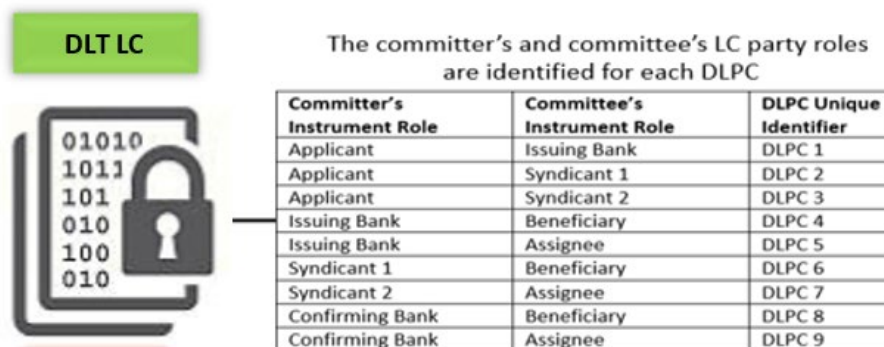 DLT LC
The committer's and committee's LC party roles
are identified for each DLPC
Committer's Instrument Role Committee's Instrument Role DLPC Unique Identifier
Applicant Issuing Bank DLPC 1
Applicant Syndicant 1 DLPC 2
Applicant Syndicant 2 DLPC 3
Issuing Bank Beneficiary DLPC 4
Issuing Bank Assignee DLPC 5
Syndicant 1 Beneficiary DLPC 6
Syndicant 2 Assignee DLPC 7
Confirming Bank Beneficiary DLPC 8
Confirming Bank Assignee DLPC 9
01010
1011
101
010
100
010